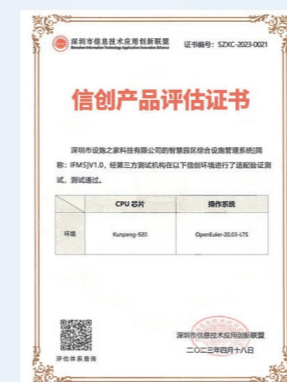 深圳市信息技术应用创新联盟
Shenzhen Information Technology Application Innovation Alliance
证书编号：SZXC-2023-0021
信创产品评估证书
深圳市设施之家科技有限公司的智慧园区综合设施管理系统[简
称：IFMS]V1.0，经第三方测试机构在以下信创环境进行了适配验证测
试，测试通过。
CPU 芯片 操作系统
环境 Kunpeng-920 OpenEuler-20.03-LTS
评估体系查询
深圳市信息技术应用创新联盟
二〇二三年四月十八日